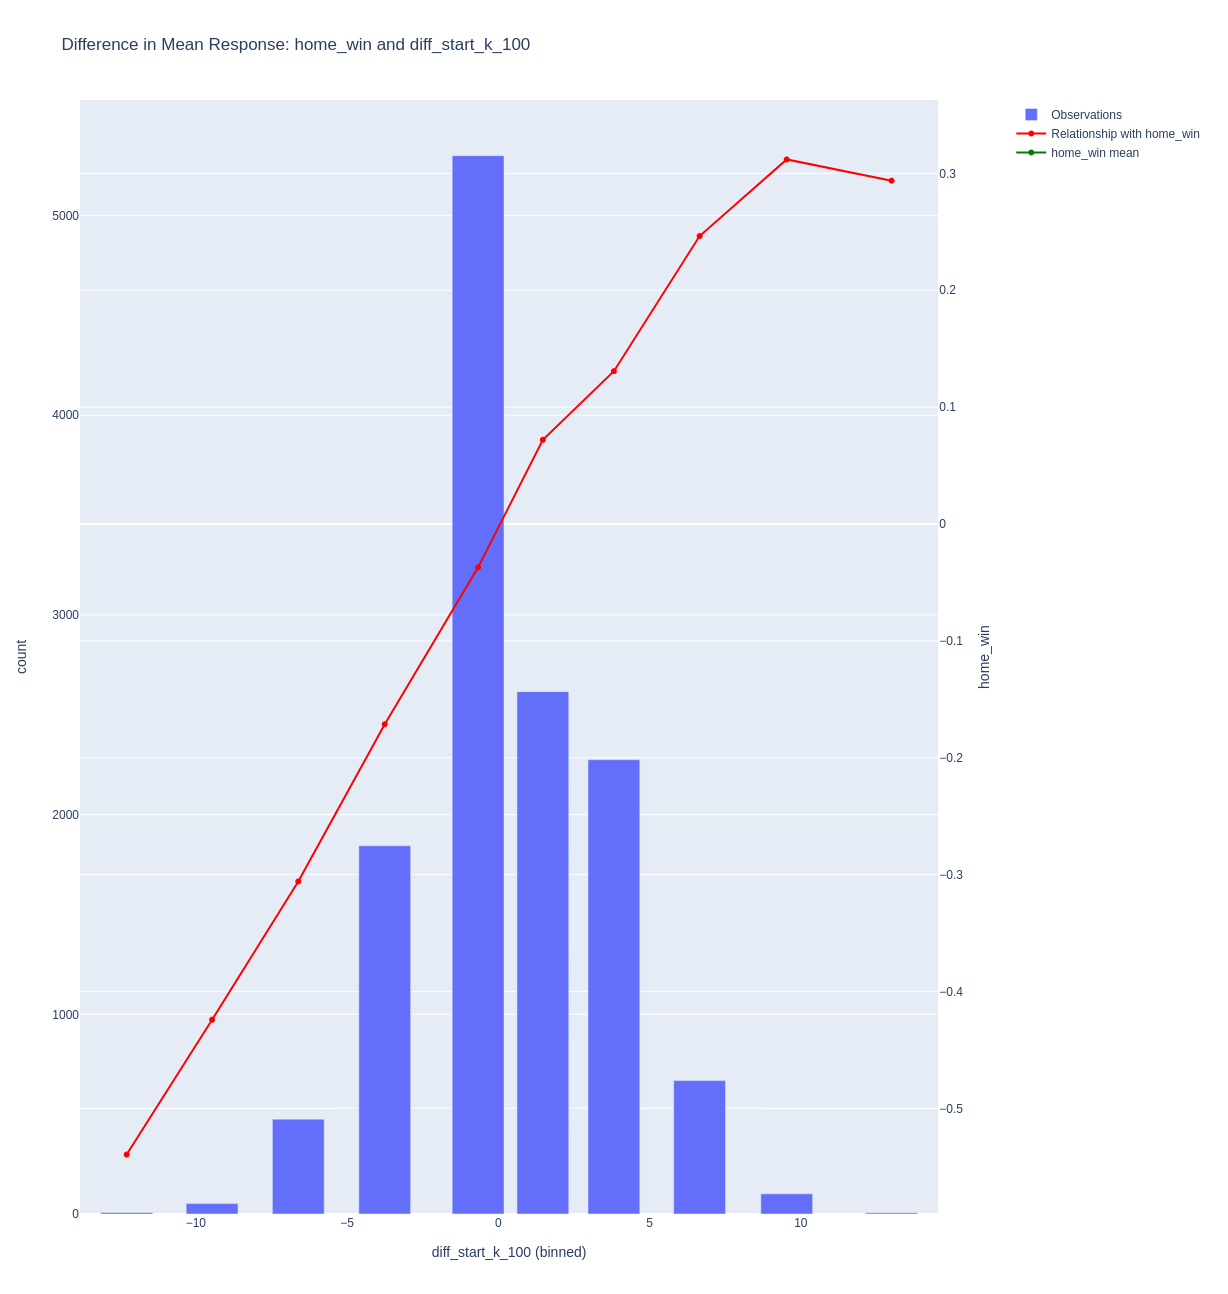 Difference in Mean Response: home_win and diff_start_k_100
Observations
Relationship with home_win
home_win mean
5000
4000
3000
2000
1000
0
count
0.3
0.2
0.1
0
−0.1
−0.2
−0.3
−0.4
−0.5
home_win
−10
−5
0
5
10
diff_start_k_100 (binned)